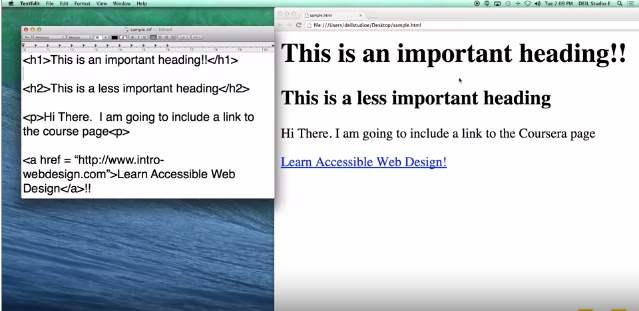 TextEdit File Edit Format View Window Help
Tue 2:09 PM DEIL Studio E
sample.rtf
Edited
<h1>This is an important heading!!</h1>
<h2>This is a less important heading</h2>
<p>Hi There. I am going to include a link to
the course page<p>
<a href = “http://www.intro-
webdesign.com”>Learn Accessible Web
Design</a>!!
sample.html
file:///Users/deilstudioe/Desktop/sample.html
This is an important heading!!
This is a less important heading
Hi There. I am going to include a link to the Coursera page
Learn Accessible Web Design!